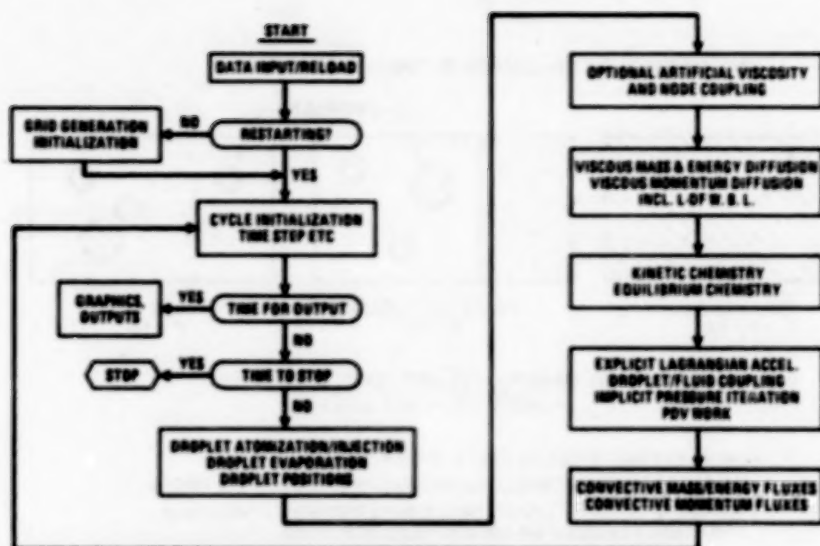 START
DATA INPUT/RELOAD
RESTARTING?
NO
GRID GENERATION
INITIALIZATION
YES
CYCLE INITIALIZATION
TIME STEP ETC
TIME FOR OUTPUT
YES
GRAPHICS,
OUTPUTS
NO
TIME TO STOP
YES
STOP
NO
DROPLET ATOMIZATION/INJECTION
DROPLET EVAPORATION
DROPLET POSITIONS
OPTIONAL ARTIFICIAL VISCOSITY
AND NODE COUPLING
VISCOUS MASS & ENERGY DIFFUSION
VISCOUS MOMENTUM DIFFUSION
INCL. L OF W. B. L.
KINETIC CHEMISTRY
EQUILIBRIUM CHEMISTRY
EXPLICIT LAGRANGIAN ACCEL.
DROPLET/FLUID COUPLING
IMPLICIT PRESSURE ITERATION
PDV WORK
CONVECTIVE MASS/ENERGY FLUXES
CONVECTIVE MOMENTUM FLUXES